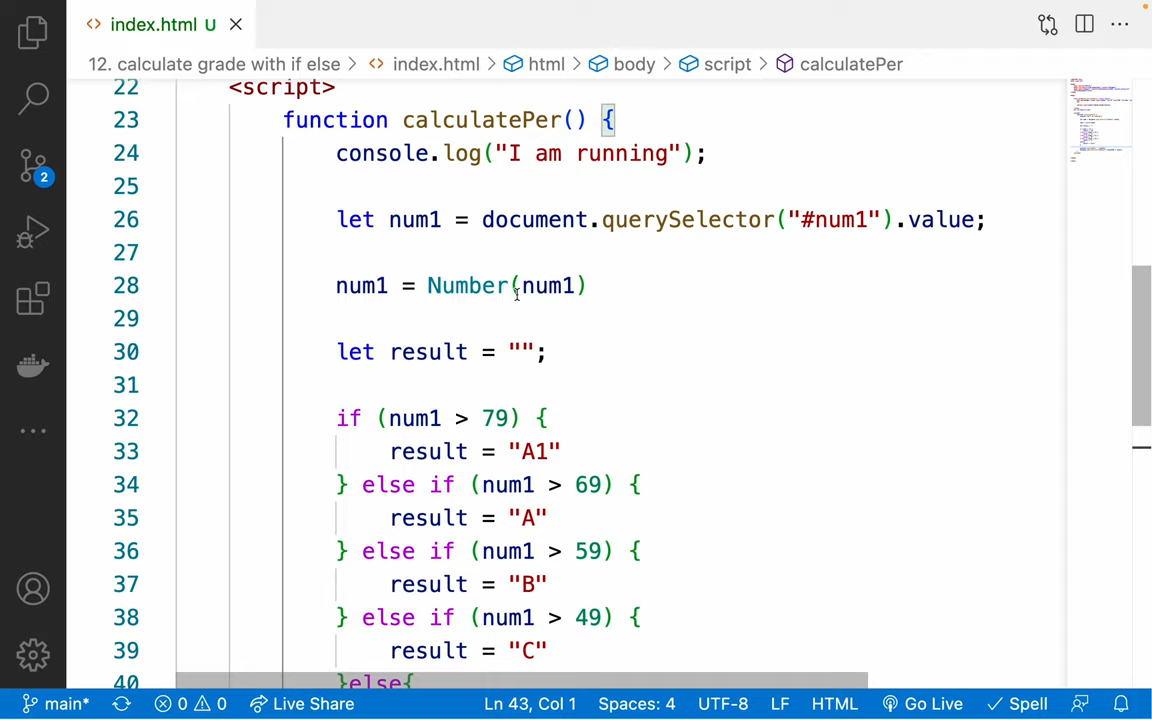 index.html U
12. calculate grade with if else > index.html > html > body > script > calculatePer
22 <script>
23 function calculatePer() {
24 console.log("I am running");
25
26 let num1 = document.querySelector("#num1").value;
27
28 num1 = Number(num1)
29
30 let result = "";
31
32 if (num1 > 79) {
33 result = "A1"
34 } else if (num1 > 69) {
35 result = "A"
36 } else if (num1 > 59) {
37 result = "B"
38 } else if (num1 > 49) {
39 result = "C"
40 }else{
2
main* 0 0 Live Share Ln 43, Col 1 Spaces: 4 UTF-8 LF HTML Go Live Spell